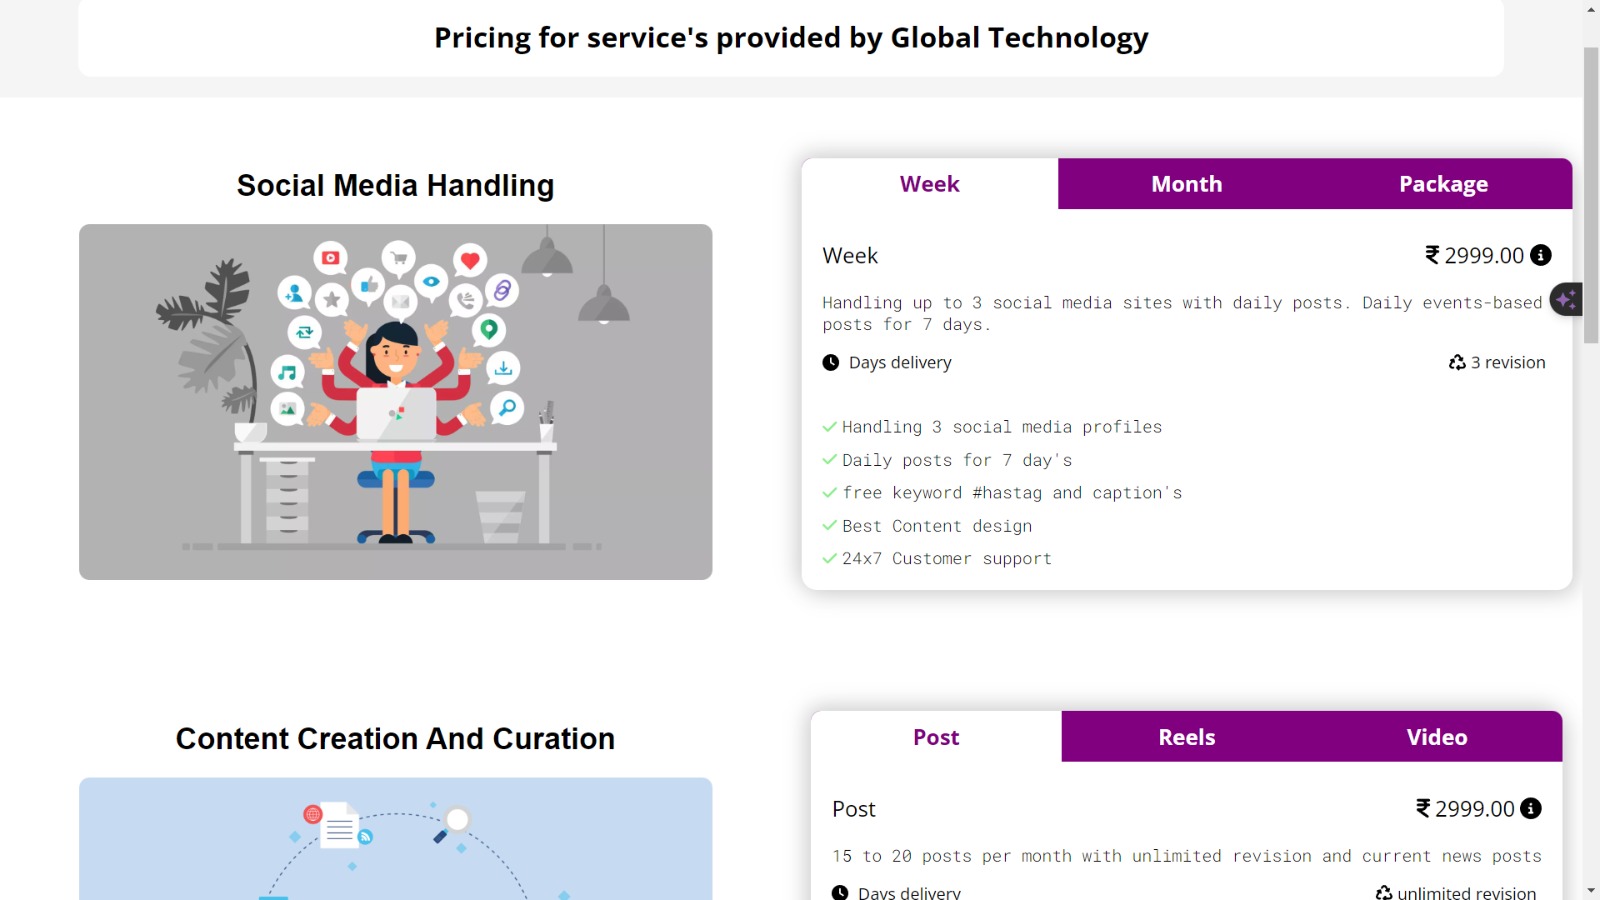 Pricing for service's provided by Global Technology
Social Media Handling
Week
Month
Package
Week
₹ 2999.00
Handling up to 3 social media sites with daily posts. Daily events-based
posts for 7 days.
Days delivery
3 revision
Handling 3 social media profiles
Daily posts for 7 day's
free keyword #hastag and caption's
Best Content design
24x7 Customer support
Content Creation And Curation
Post
Reels
Video
Post
₹ 2999.00
15 to 20 posts per month with unlimited revision and current news posts
Days delivery
unlimited revision